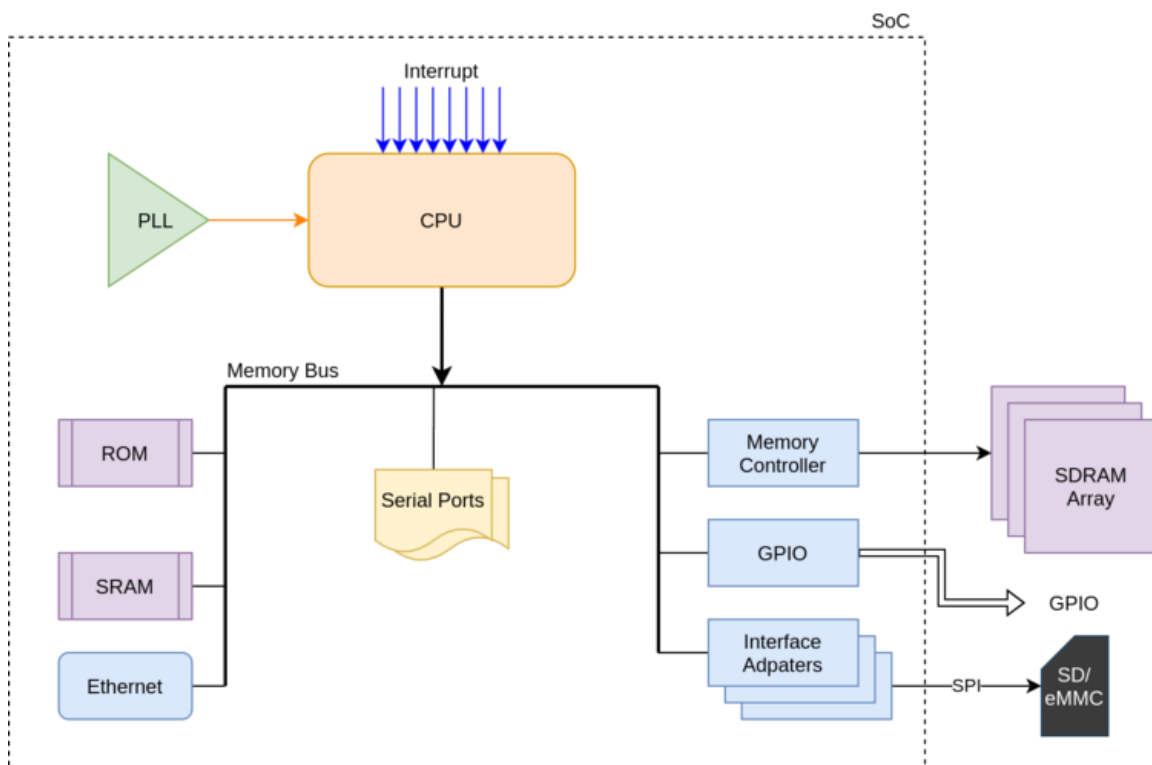 SoC
Interrupt
PLL
CPU
Memory Bus
ROM
Serial Ports
Memory
Controller
SDRAM
Array
SRAM
GPIO
GPIO
Ethernet
Interface
Adpaters
SPI
SD/
eMMC